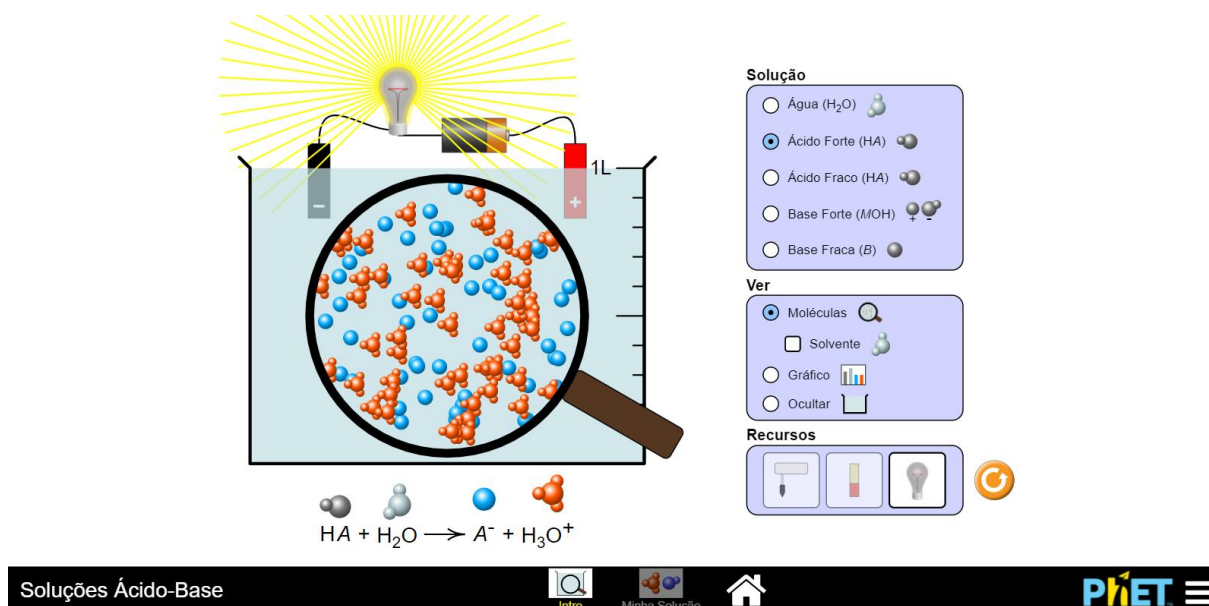 1L
−
+
HA + H₂O ⟶ A⁻ + H₃O⁺
Solução
Água (H₂O)
Ácido Forte (HA)
Ácido Fraco (HA)
Base Forte (MOH)
+ -
Base Fraca (B)
Ver
Moléculas
Solvente
Gráfico
Ocultar
Recursos
Soluções Ácido-Base
Intro
Minha Solução
PhET